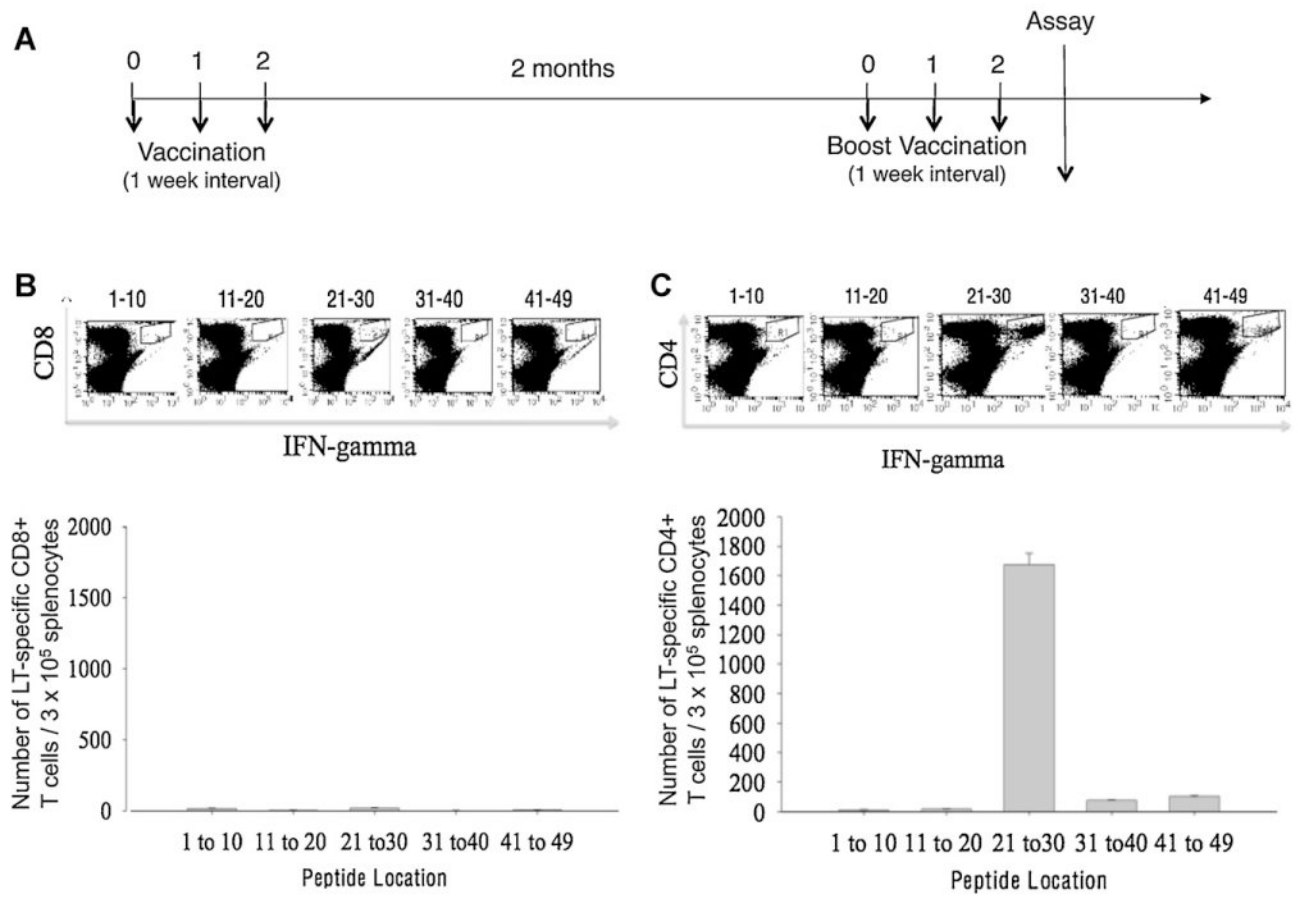 A
0 1 2
2 months
0 1 2
Assay
Vaccination
(1 week interval)
Boost Vaccination
(1 week interval)
B
1-10 11-20 21-30 31-40 41-49
CD8
IFN-gamma
C
1-10 11-20 21-30 31-40 41-49
CD4
IFN-gamma
Number of LT-specific CD8+
T cells / 3 x 10⁵ splenocytes
2000
1500
1000
500
0
1 to 10 11 to 20 21 to30 31 to40 41 to 49
Peptide Location
Number of LT-specific CD4+
T cells / 3 x 10⁵ splenocytes
2000
1800
1600
1400
1200
1000
800
600
400
200
0
1 to 10 11 to 20 21 to30 31 to40 41 to 49
Peptide Location